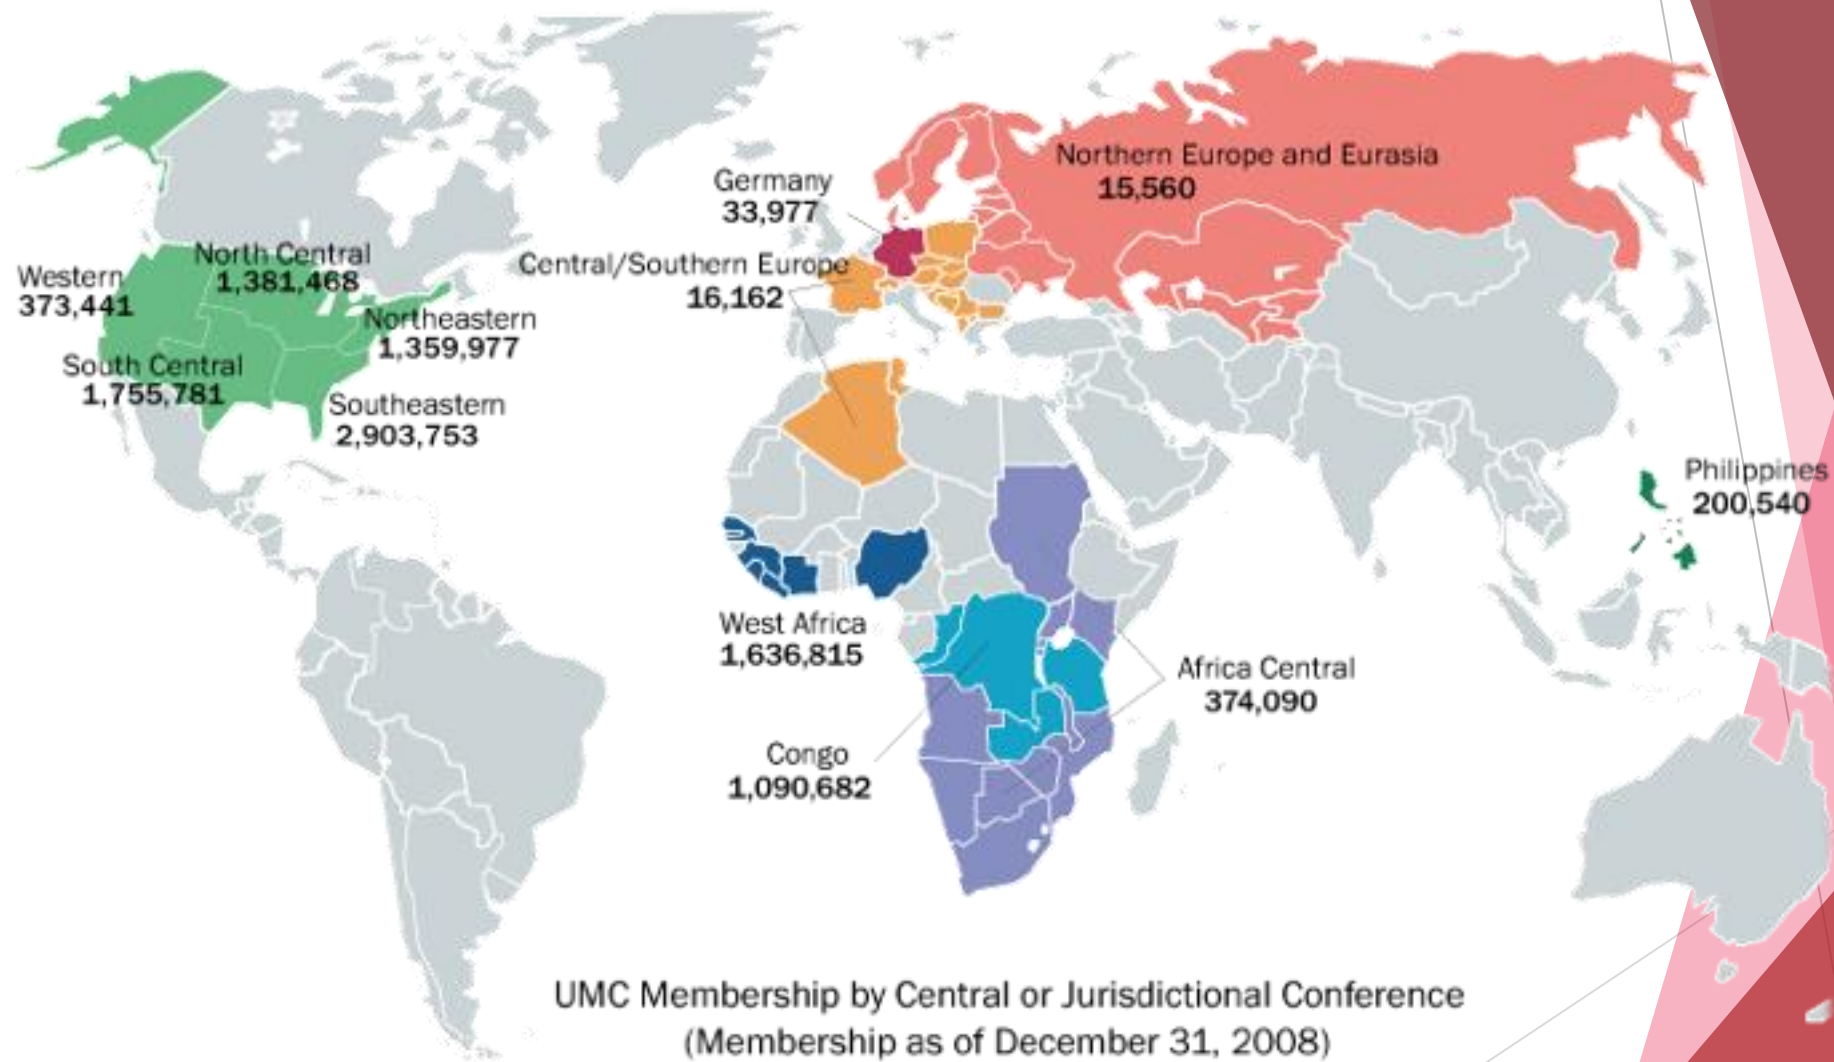 Northern Europe and Eurasia
15,560
Germany
33,977
Central/Southern Europe
16,162
North Central
1,381,468
Western
373,441
Northeastern
1,359,977
South Central
1,755,781
Southeastern
2,903,753
Philippines
200,540
West Africa
1,636,815
Africa Central
374,090
Congo
1,090,682
UMC Membership by Central or Jurisdictional Conference
(Membership as of December 31, 2008)